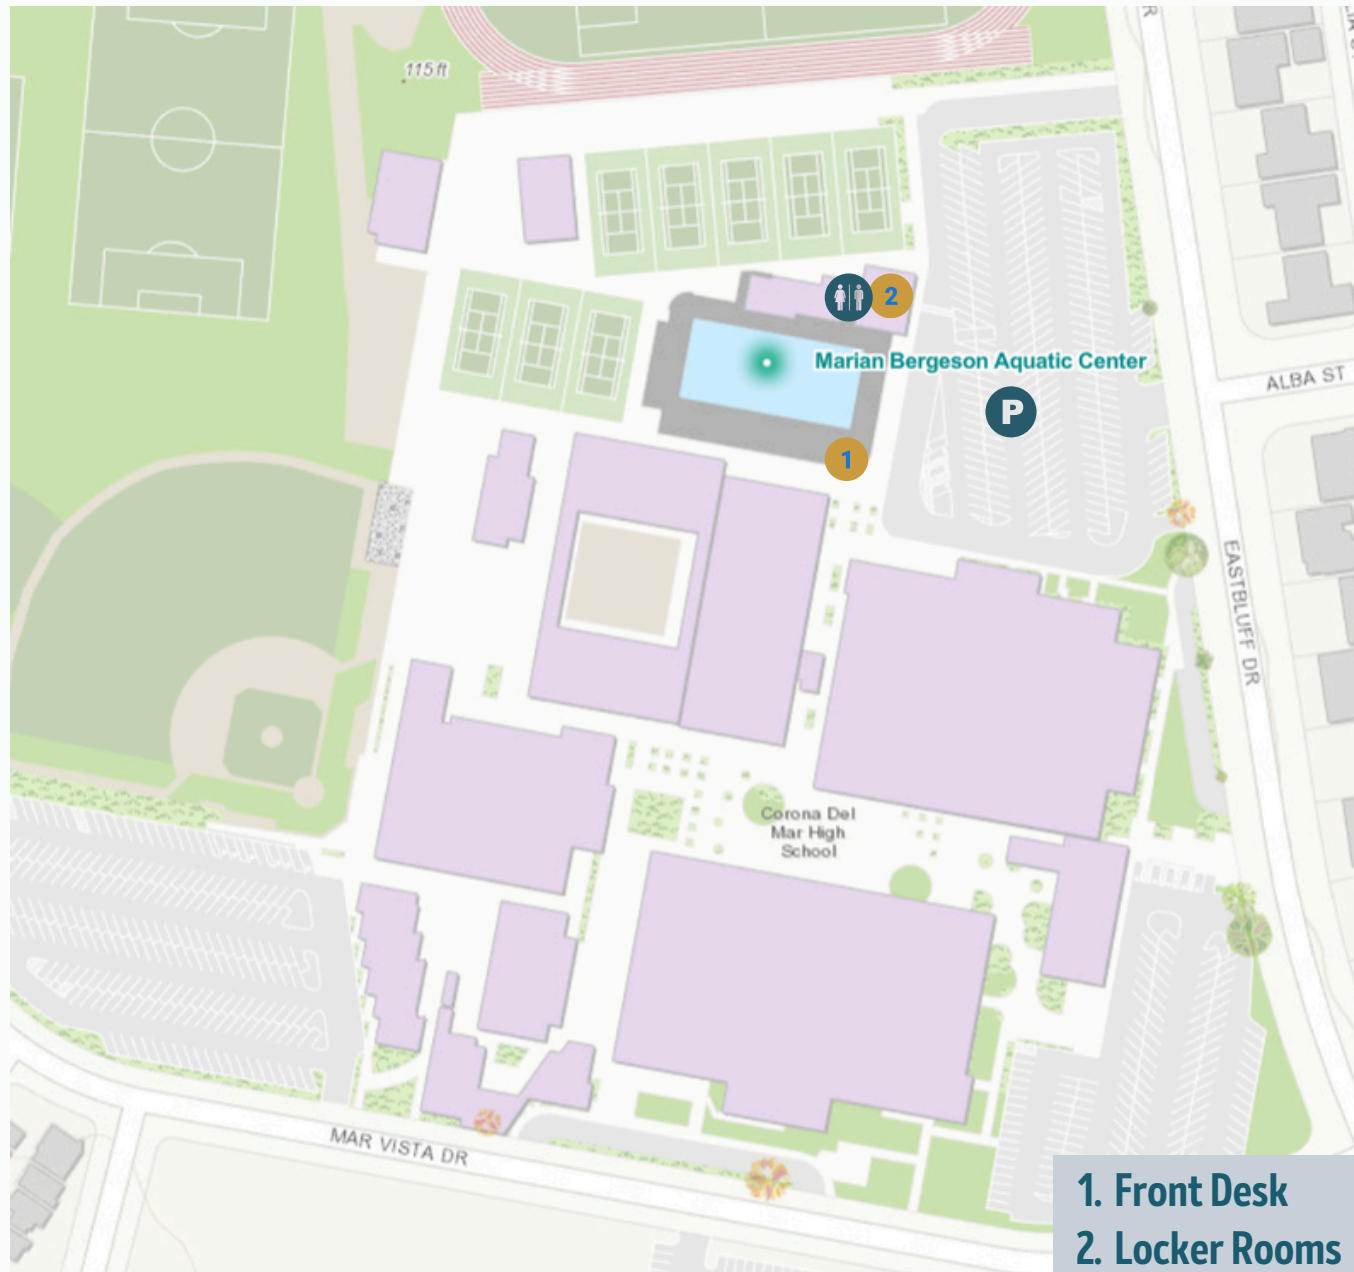 115 ft
2
Marian Bergeson Aquatic Center
ALBA ST
P
1
EASTBLUFF DR
Corona Del
Mar High
School
MAR VISTA DR
1. Front Desk
2. Locker Rooms